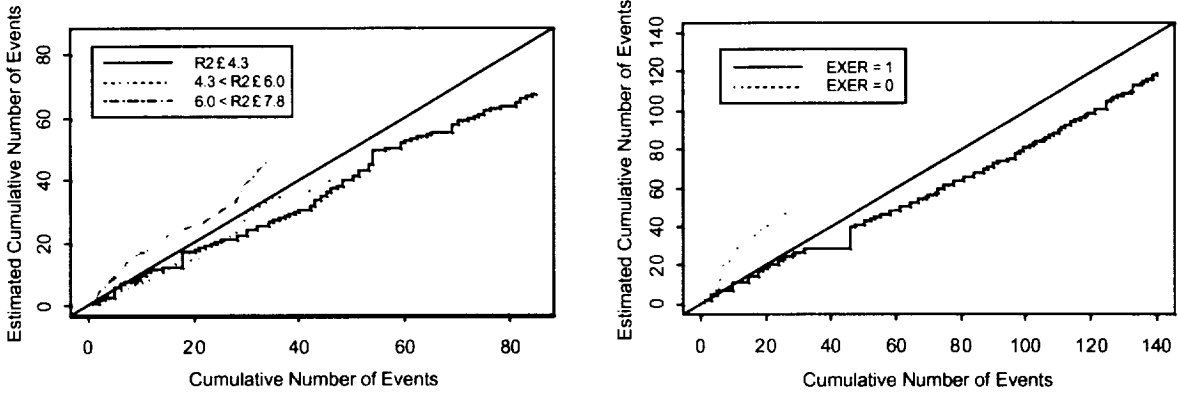 Estimated Cumulative Number of Events
80
60
40
20
0
R2£4.3
4.3<R2£6.0
6.0<R2£7.8
0 20 40 60 80
Cumulative Number of Events
Estimated Cumulative Number of Events
140
120
100
80
60
40
20
0
EXER = 1
EXER = 0
0 20 40 60 80 100 120 140
Cumulative Number of Events